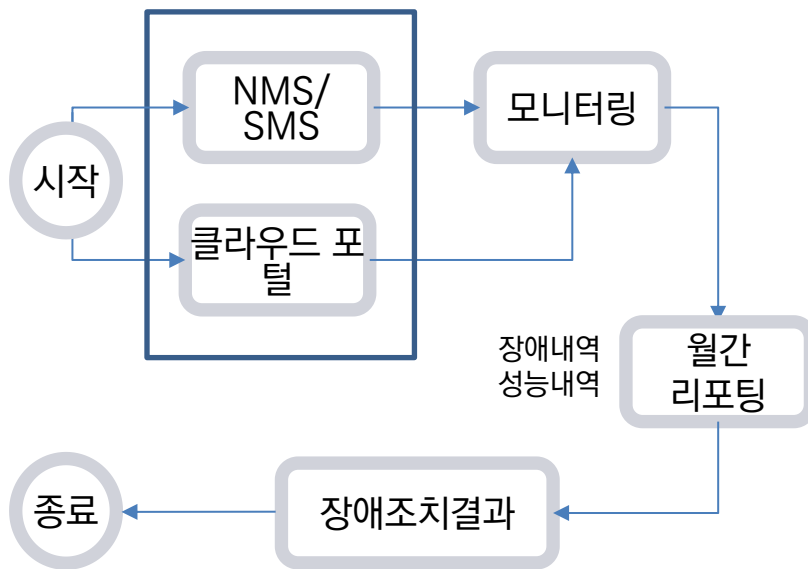 NMS/
SMS
모니터링
시작
클라우드 포
털
장애내역
성능내역
월간
리포팅
종료
장애조치결과